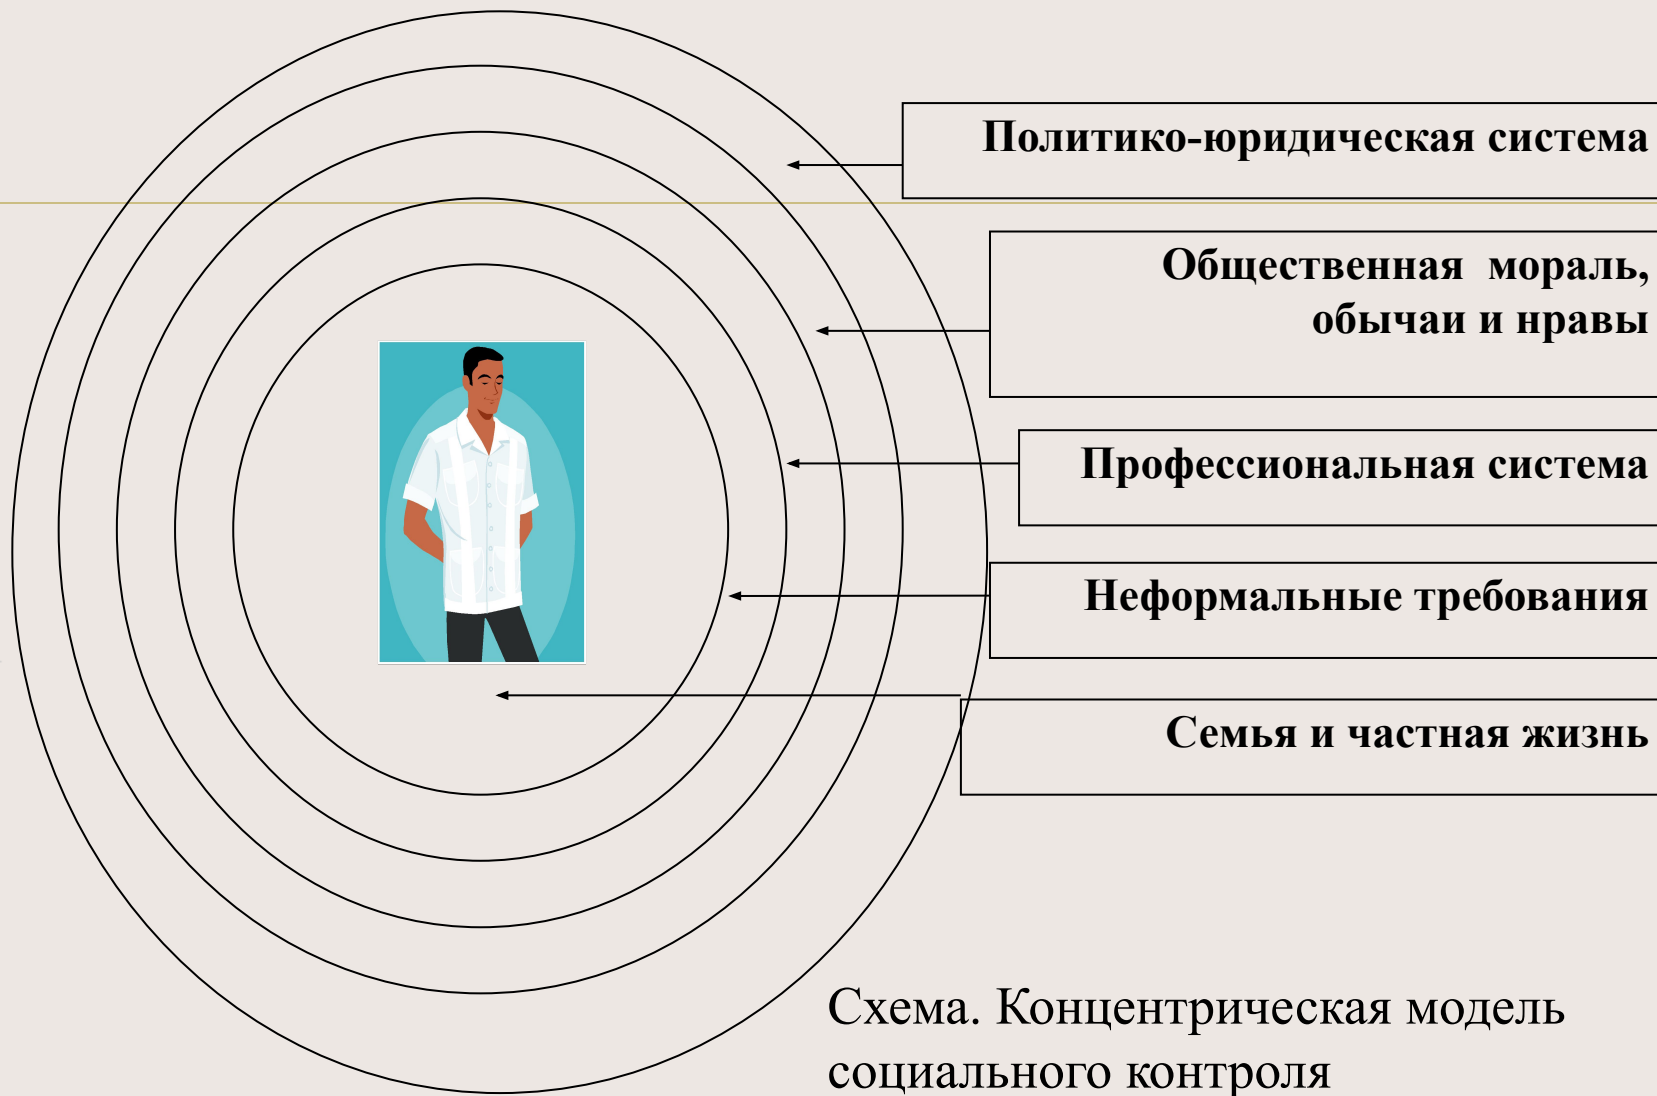 Политико-юридическая система
Общественная мораль,
обычаи и нравы
Профессиональная система
Неформальные требования
Семья и частная жизнь
Схема. Концентрическая модель
социального контроля